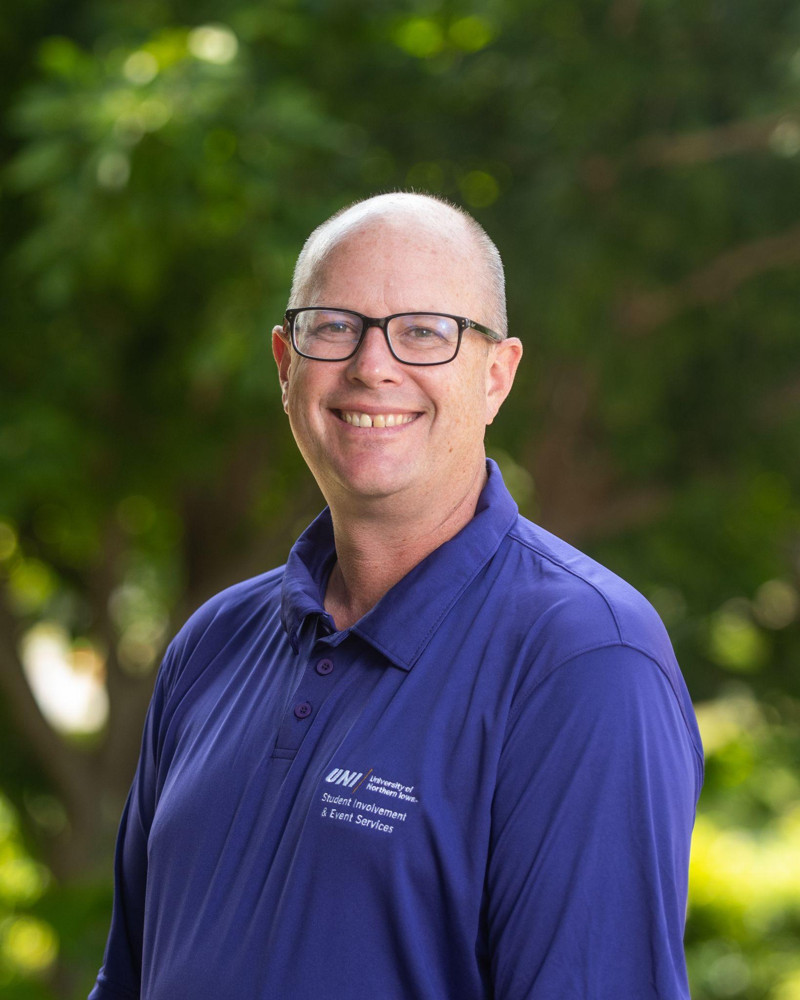 UNI University of
Northern Iowa
Student Involvement
& Event Services